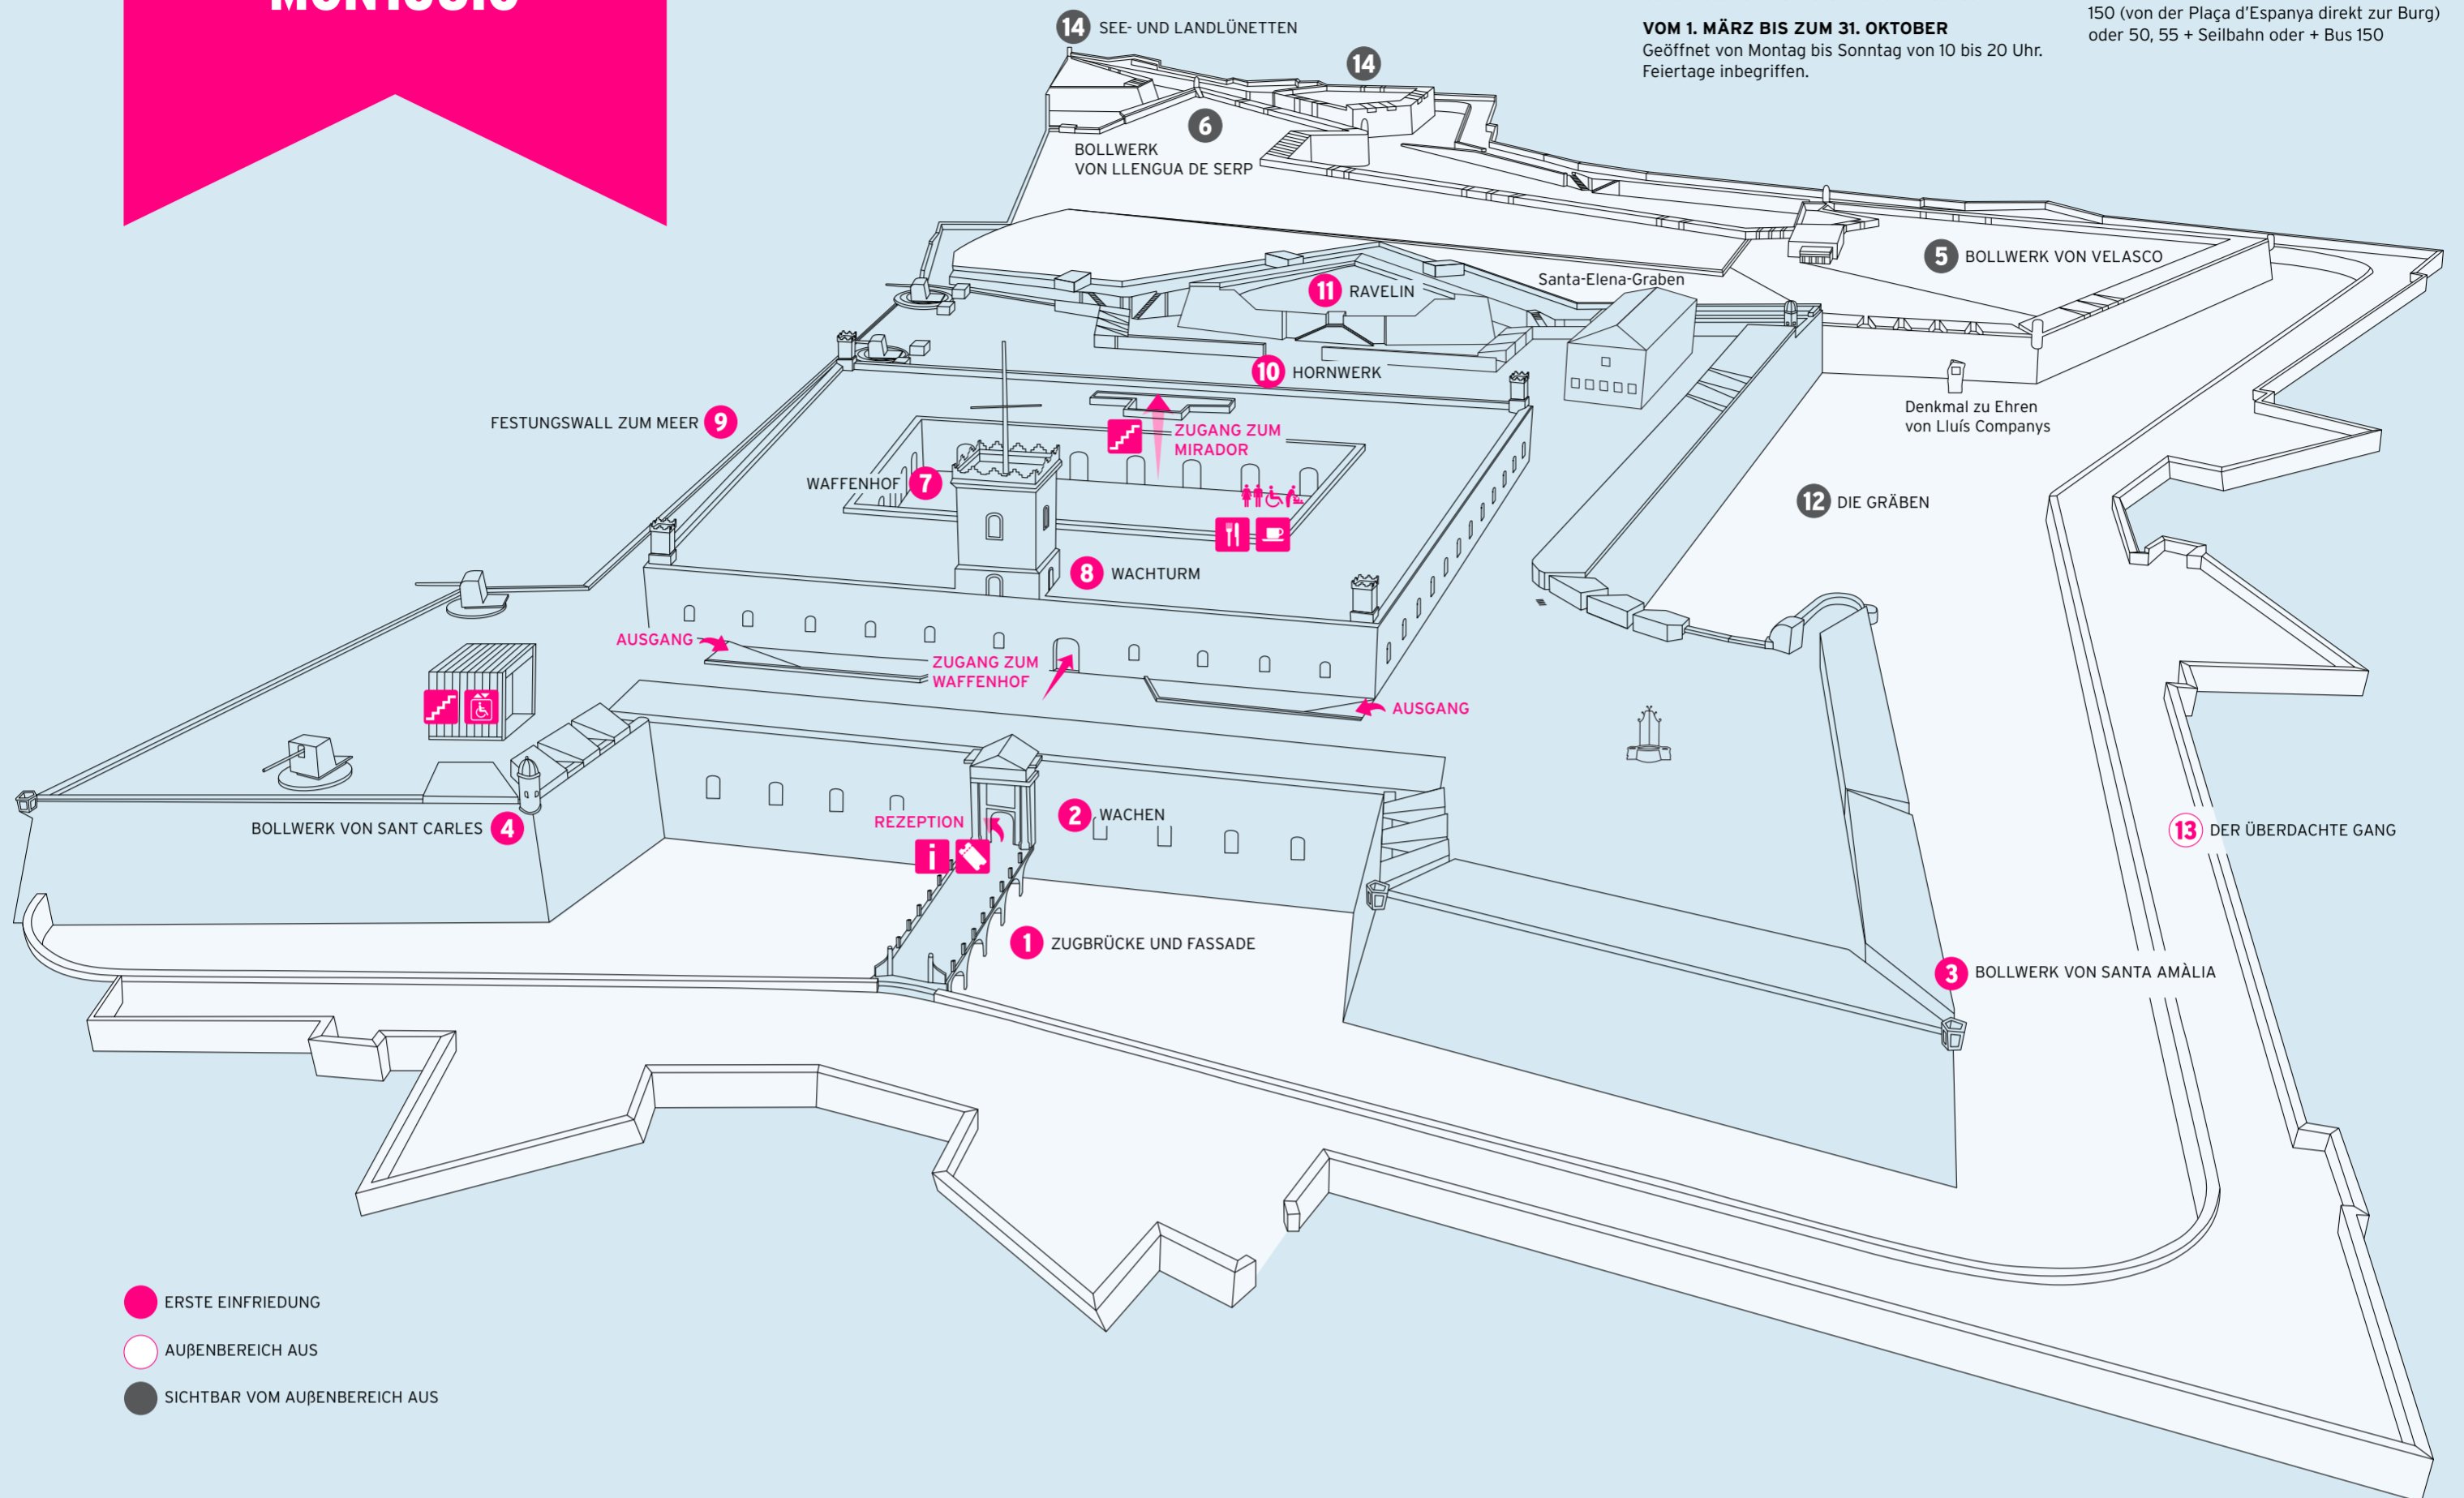 VOM 1. MÄRZ BIS ZUM 31. OKTOBER
Geöffnet von Montag bis Sonntag von 10 bis 20 Uhr.
Feiertage inbegriffen.
150 (von der Plaça d'Espanya direkt zur Burg)
oder 50, 55 + Seilbahn oder + Bus 150
14 SEE- UND LANDLÜNETTEN
14
6
BOLLWERK
VON LLENGUA DE SERP
5 BOLLWERK VON VELASCO
Santa-Elena-Graben
11 RAVELIN
10 HORNWERK
Denkmal zu Ehren
von Lluís Companys
FESTUNGSWALL ZUM MEER 9
ZUGANG ZUM
MIRADOR
WAFFENHOF 7
12 DIE GRÄBEN
8 WACHTURM
AUSGANG
ZUGANG ZUM
WAFFENHOF
AUSGANG
REZEPTION
i
2 WACHEN
BOLLWERK VON SANT CARLES 4
13 DER ÜBERDACHTE GANG
1 ZUGBRÜCKE UND FASSADE
3 BOLLWERK VON SANTA AMÀLIA
ERSTE EINFRIEDUNG
AUßENBEREICH AUS
SICHTBAR VOM AUßENBEREICH AUS